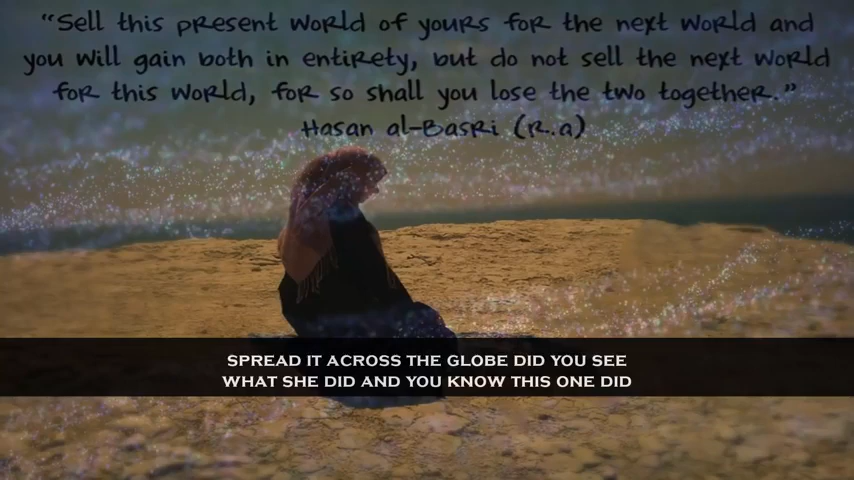 “Sell this present world of yours for the next world and
you will gain both in entirety, but do not sell the next world
for this world, for so shall you lose the two together.”
Hasan al-Basri (r.a)
SPREAD IT ACROSS THE GLOBE DID YOU SEE
WHAT SHE DID AND YOU KNOW THIS ONE DID